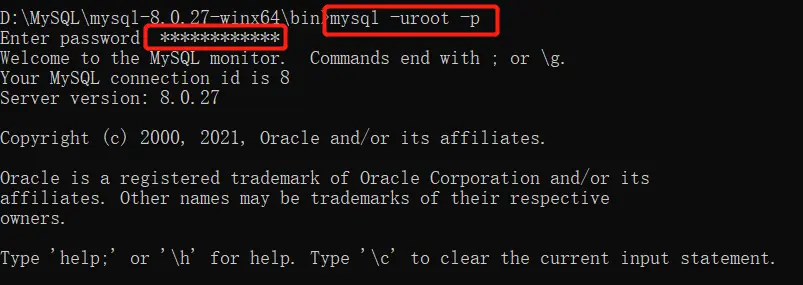 D:\MySQL\mysql-8.0.27-winx64\bin>mysql -uroot -p
Enter password: ************
Welcome to the MySQL monitor.  Commands end with ; or \g.
Your MySQL connection id is 8
Server version: 8.0.27
Copyright (c) 2000, 2021, Oracle and/or its affiliates.
Oracle is a registered trademark of Oracle Corporation and/or its
affiliates. Other names may be trademarks of their respective
owners.
Type 'help;' or '\h' for help. Type '\c' to clear the current input statement.